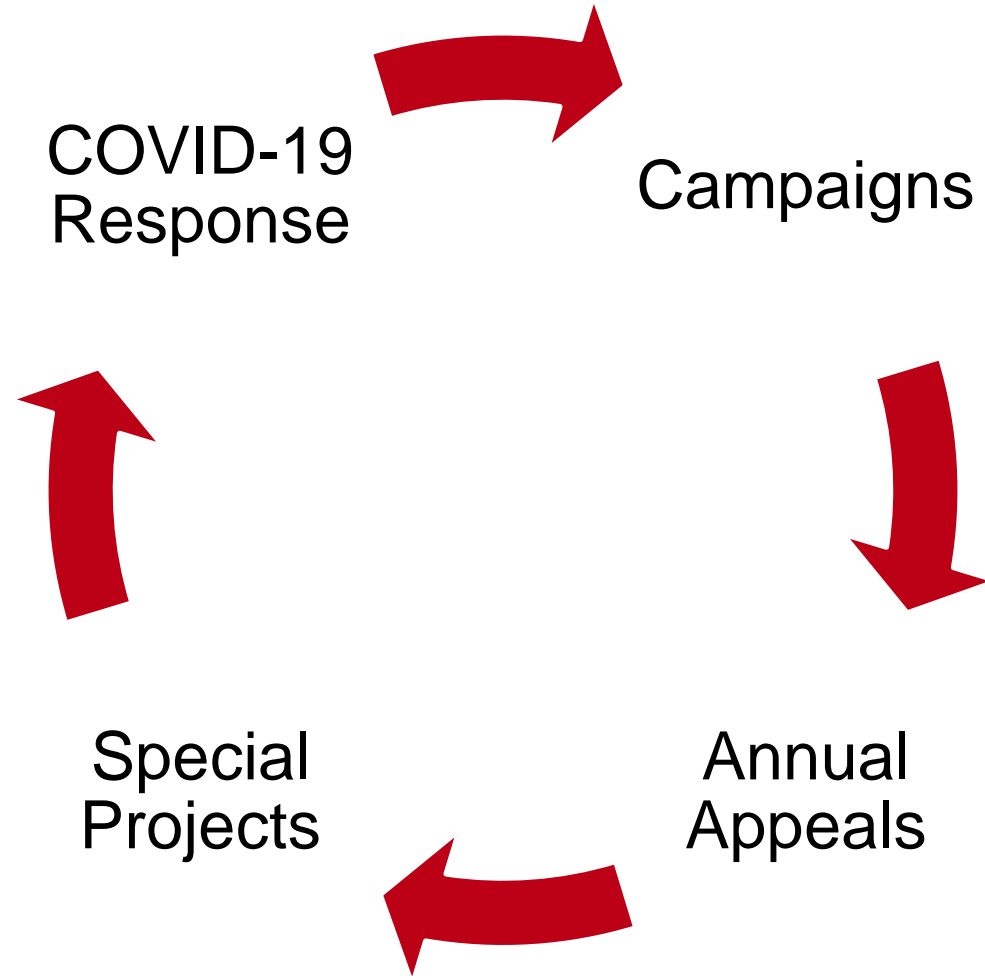 COVID-19
Response
Campaigns
Annual
Appeals
Special
Projects